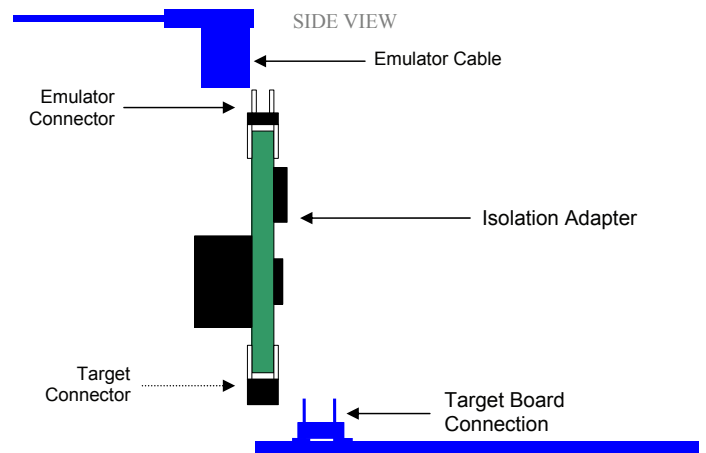 SIDE VIEW
Emulator Cable
Emulator
Connector
Isolation Adapter
Target
Connector
Target Board
Connection